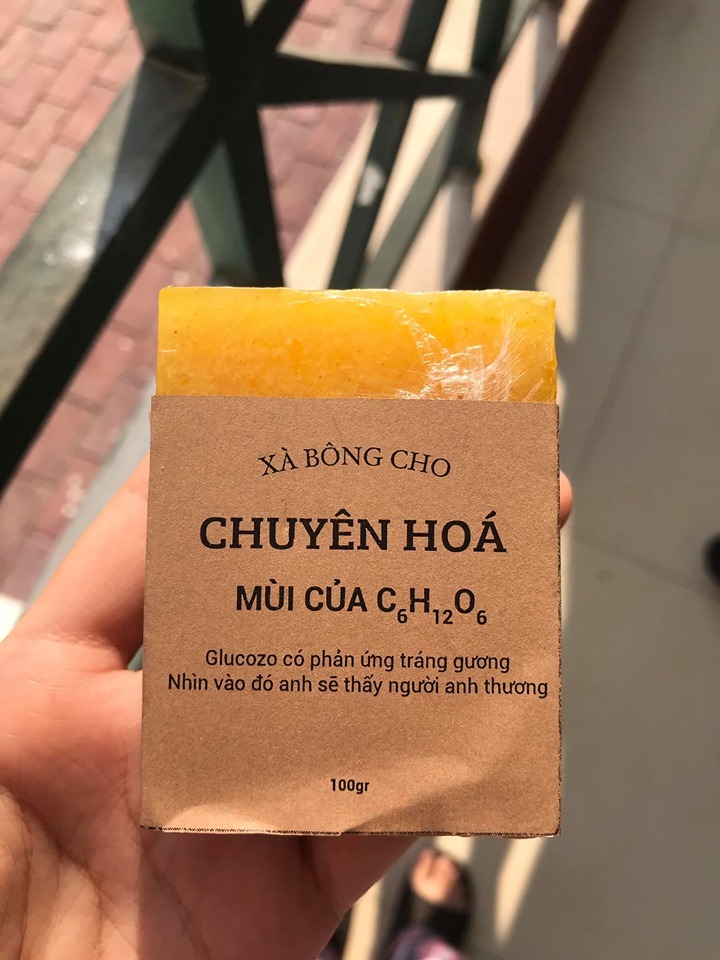 XÀ BÔNG CHO
CHUYÊN HOÁ
MÙI CỦA C₆H₁₂O₆
Glucozo có phản ứng tráng gương
Nhìn vào đó anh sẽ thấy người anh thương
100gr